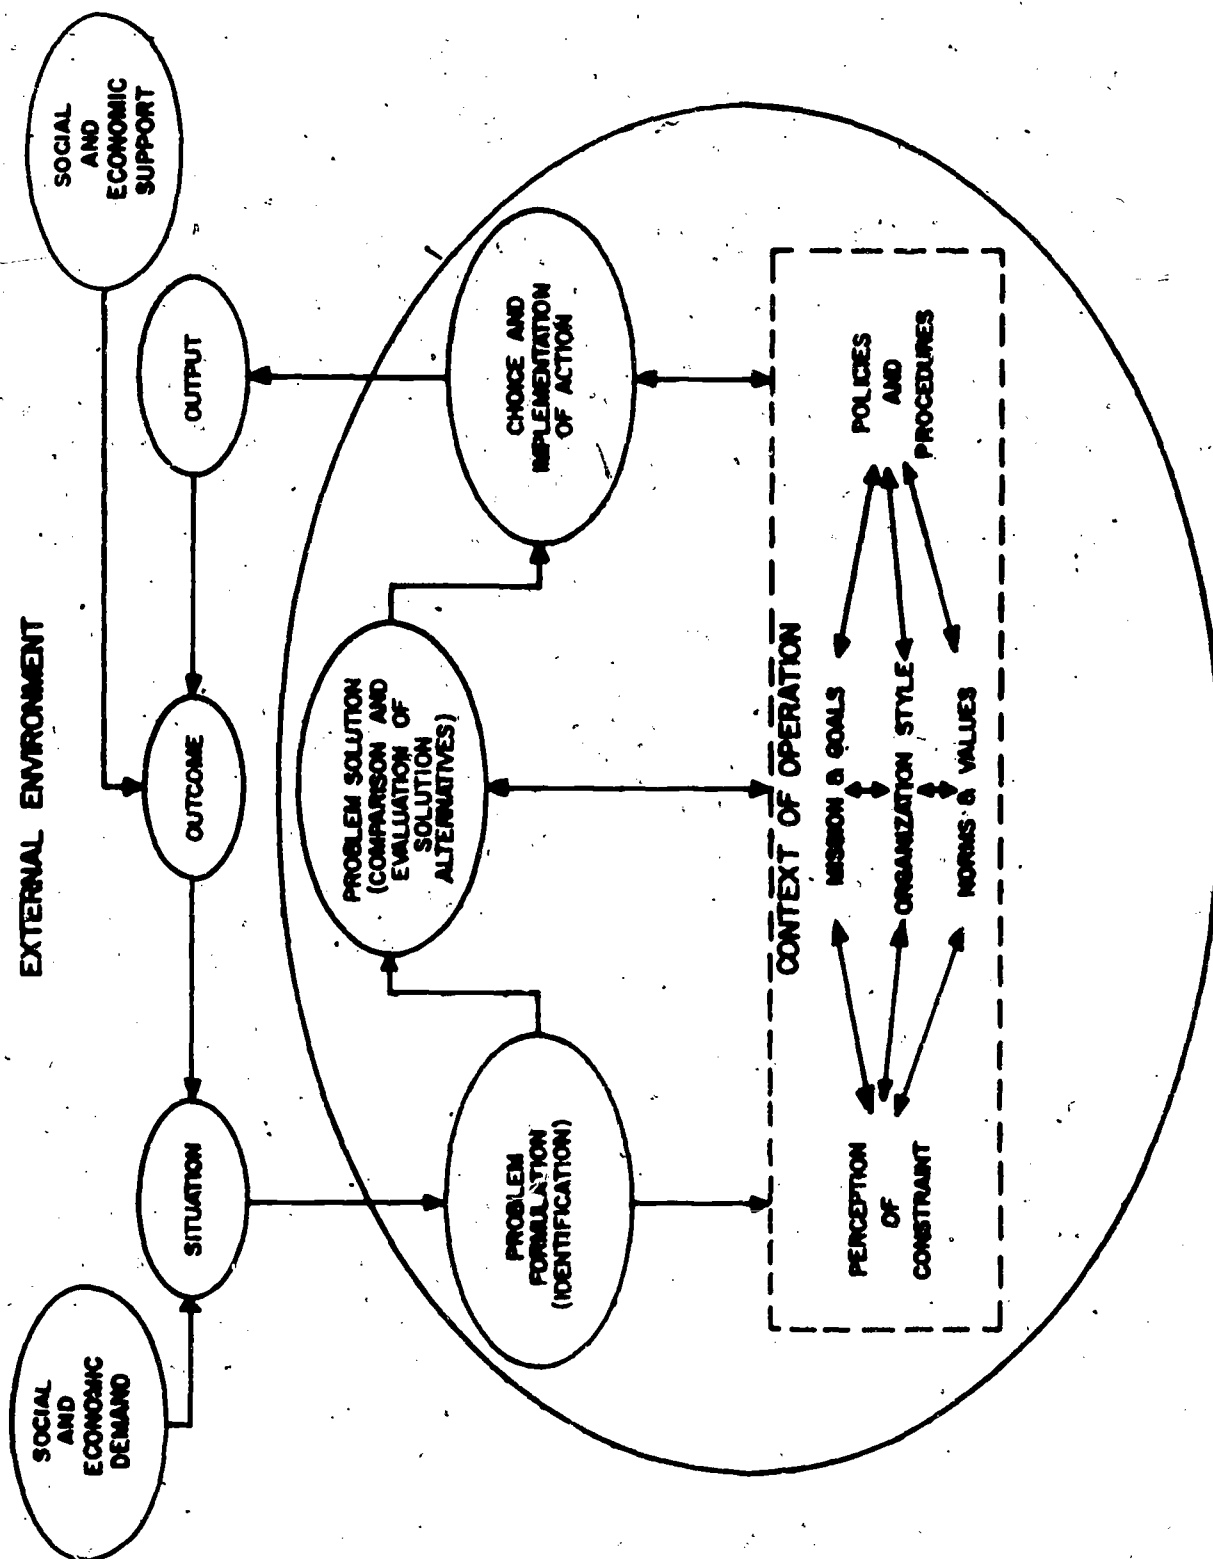 EXTERNAL ENVIRONMENT
SOCIAL
AND
ECONOMIC
DEMAND
SITUATION
OUTCOME
OUTPUT
SOCIAL
AND
ECONOMIC
SUPPORT
PROBLEM
FORMULATION
(IDENTIFICATION)
PROBLEM SOLUTION
(COMPARISON AND
EVALUATION OF
SOLUTION
ALTERNATIVES)
CHOICE AND
IMPLEMENTATION
OF ACTION
CONTEXT OF OPERATION
PERCEPTION
OF
CONSTRAINT
MISSION & GOALS
ORGANIZATION STYLE
NORMS & VALUES
POLICIES
AND
PROCEDURES